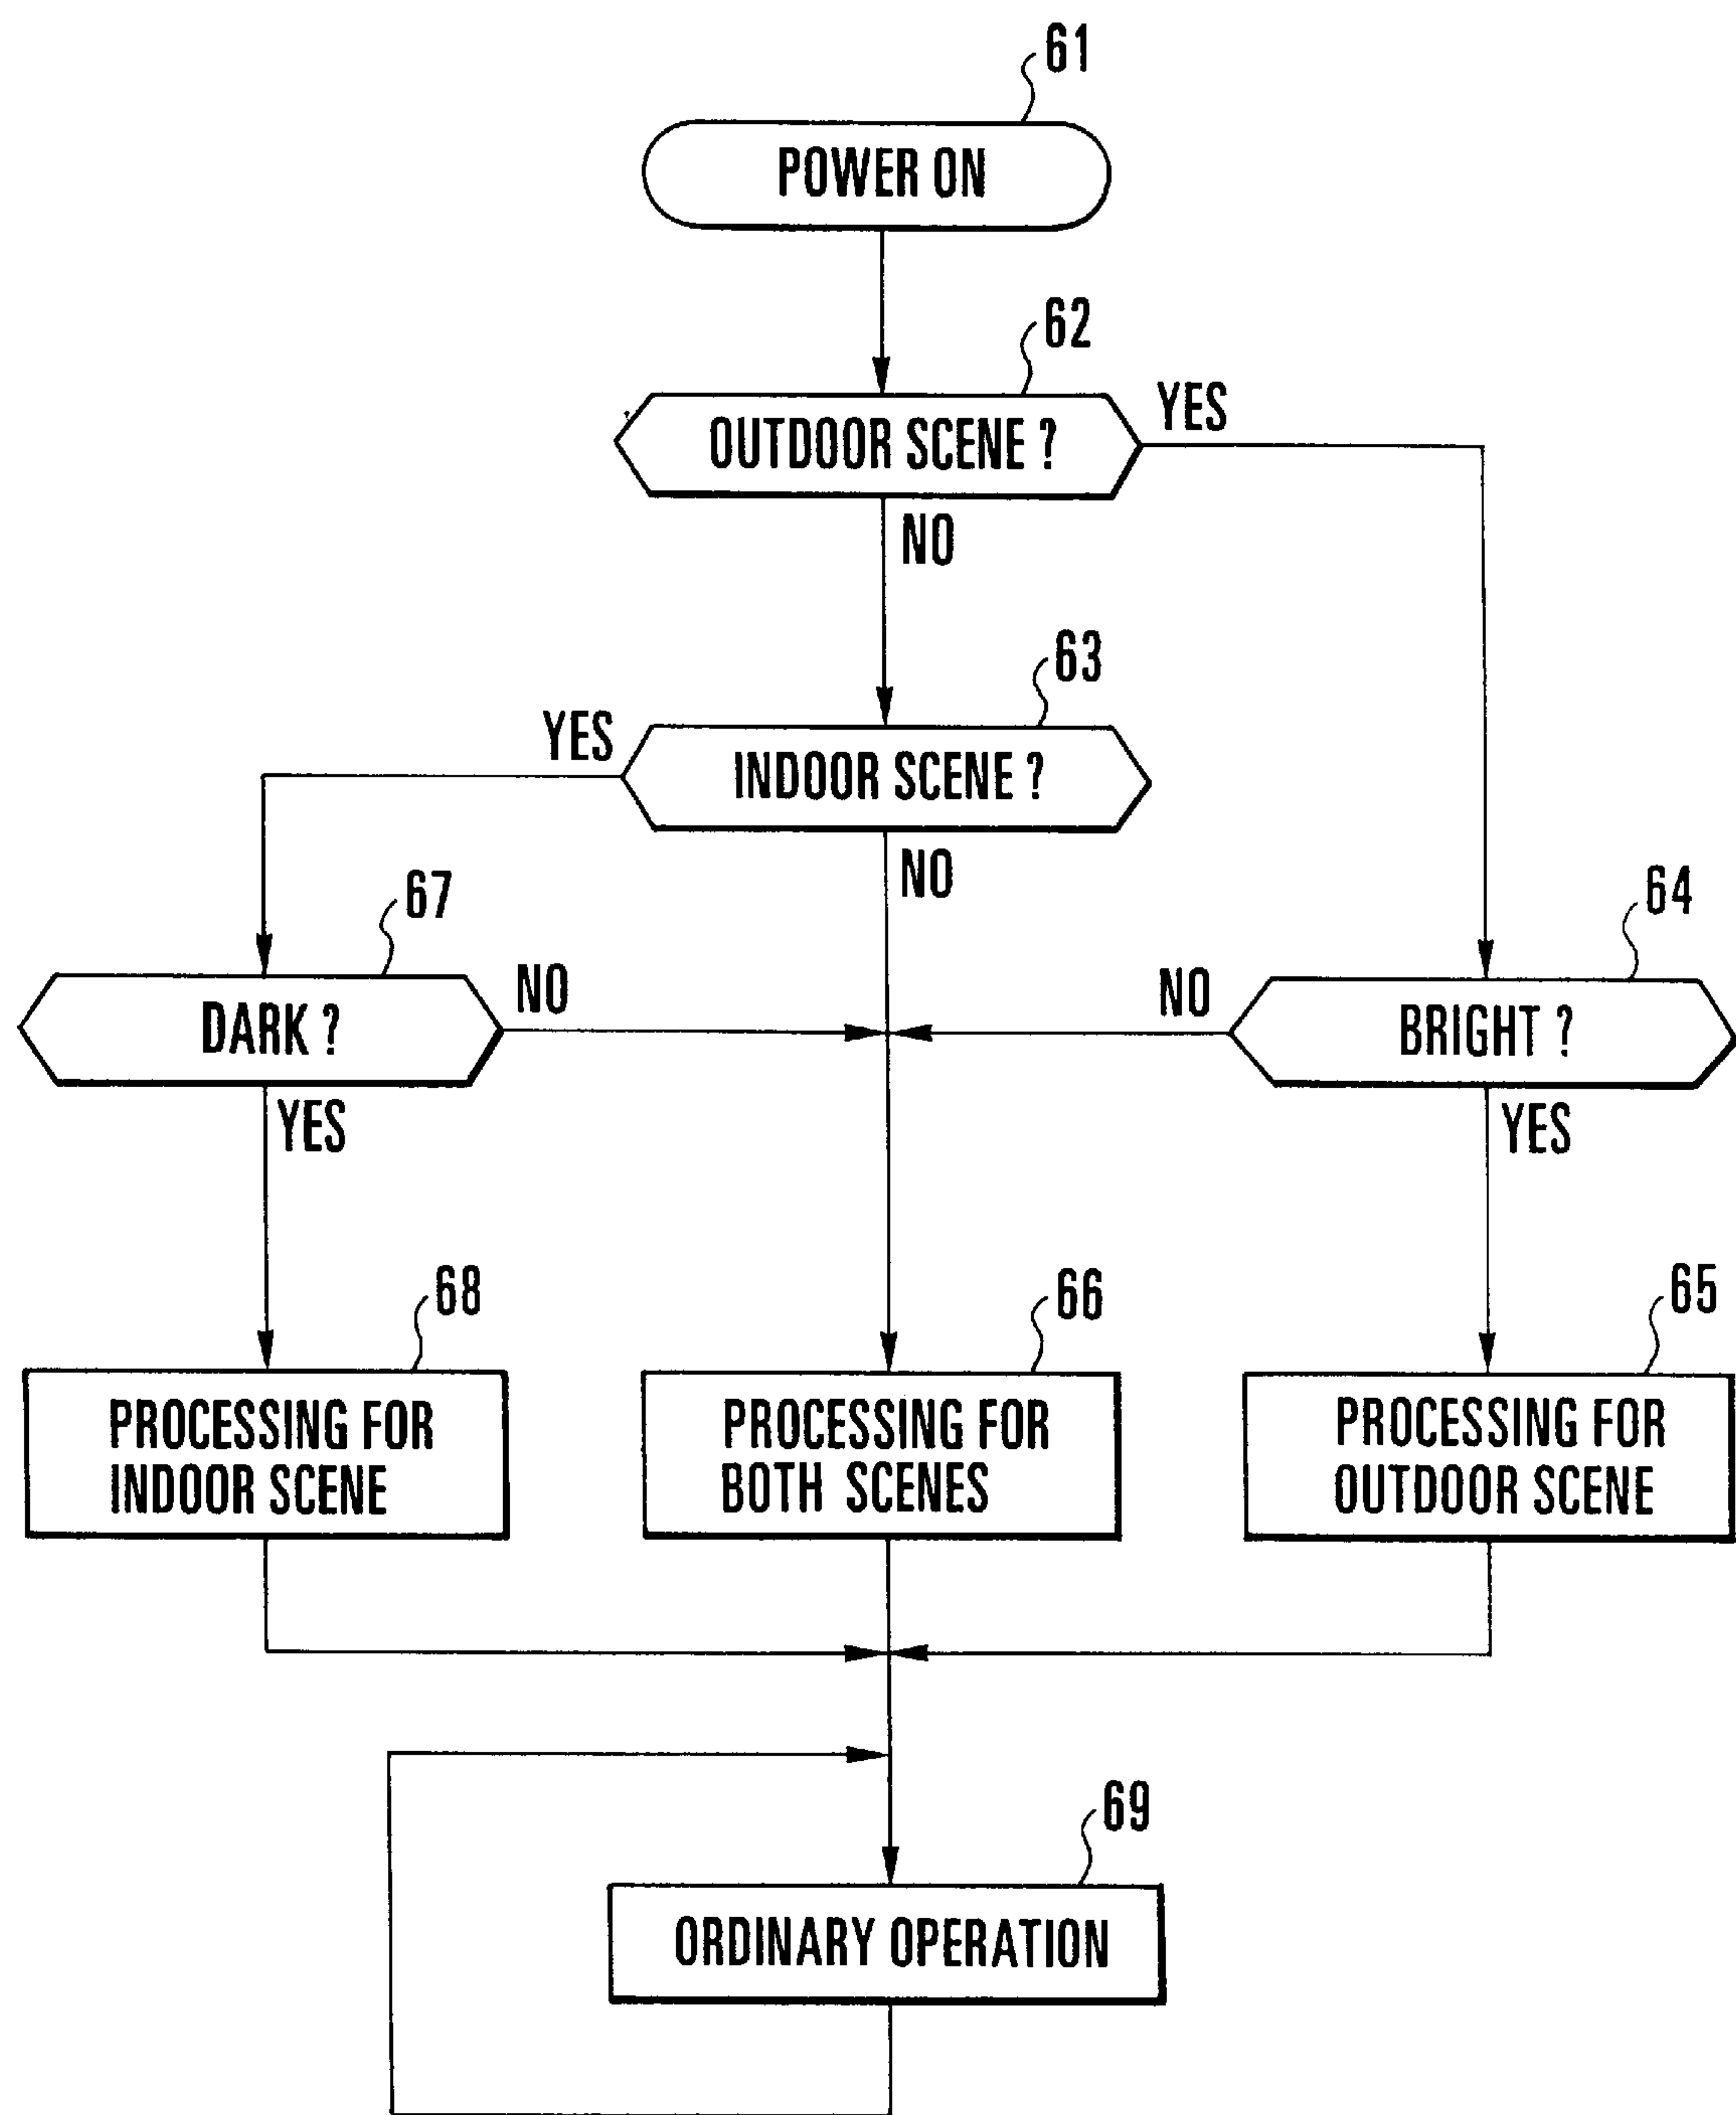 61
POWER ON
62
OUTDOOR SCENE ?
YES
NO
63
YES
INDOOR SCENE ?
NO
67
64
DARK ?
NO
NO
BRIGHT ?
YES
YES
68
66
65
PROCESSING FOR
INDOOR SCENE
PROCESSING FOR
BOTH SCENES
PROCESSING FOR
OUTDOOR SCENE
69
ORDINARY OPERATION